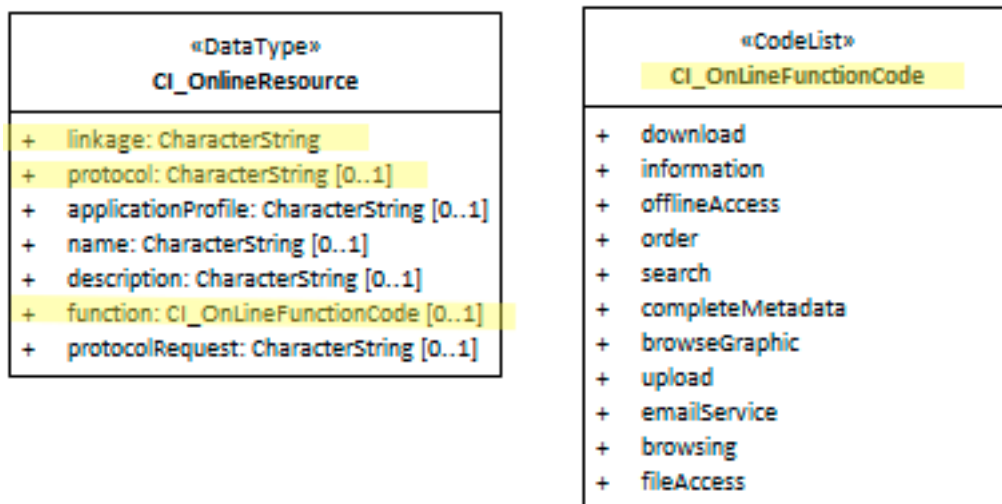 «DataType»
CI_OnlineResource
+ linkage: CharacterString
+ protocol: CharacterString [0..1]
+ applicationProfile: CharacterString [0..1]
+ name: CharacterString [0..1]
+ description: CharacterString [0..1]
+ function: CI_OnLineFunctionCode [0..1]
+ protocolRequest: CharacterString [0..1]
«CodeList»
CI_OnLineFunctionCode
+ download
+ information
+ offlineAccess
+ order
+ search
+ completeMetadata
+ browseGraphic
+ upload
+ emailService
+ browsing
+ fileAccess